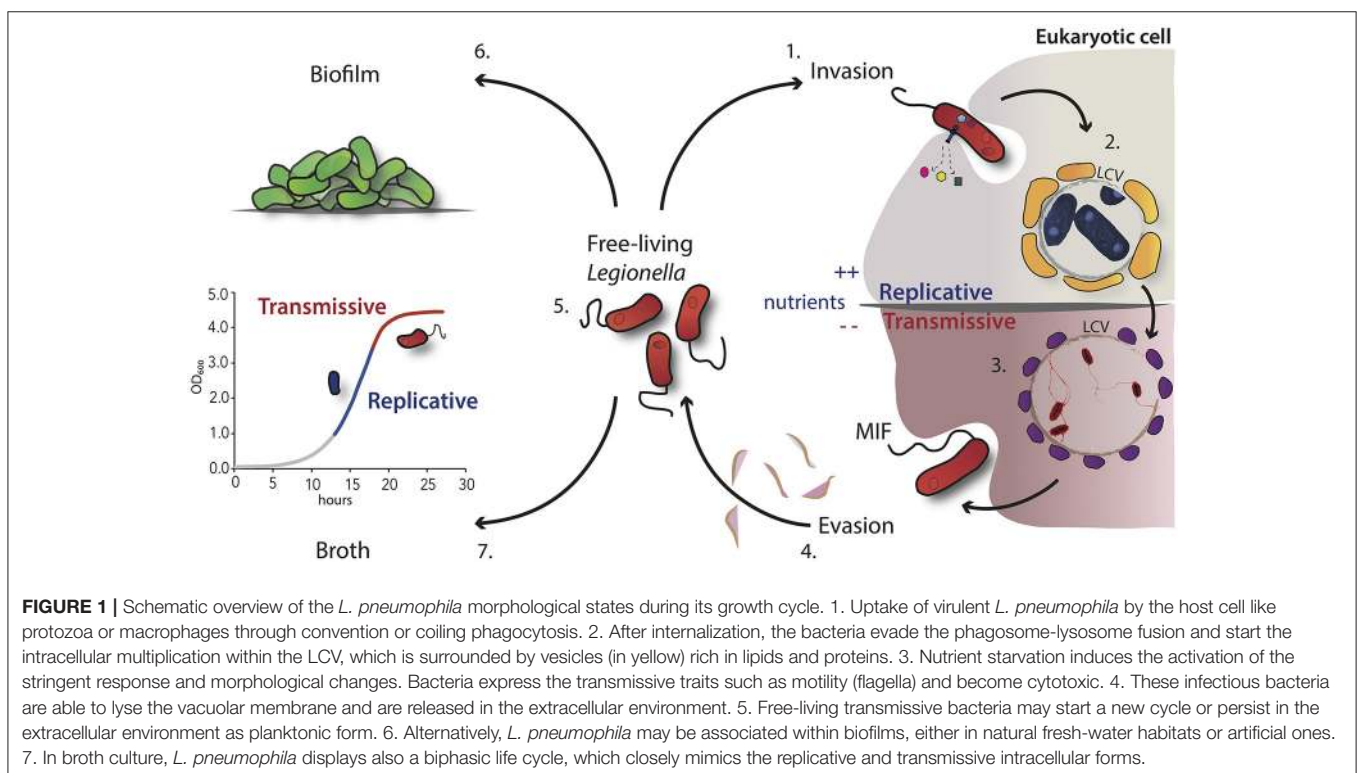 6.
Biofilm
1.
Invasion
Eukaryotic cell
2.
LCV
Free-living
Legionella
5.
++
nutrients
--
Replicative
Transmissive
LCV
3.
MIF
Evasion
4.
5.0
4.0
3.0
2.0
1.0
0.0
OD600
Transmissive
Replicative
0 5 10 15 20 25 30
hours
Broth
7.
FIGURE 1 | Schematic overview of the L. pneumophila morphological states during its growth cycle. 1. Uptake of virulent L. pneumophila by the host cell like
protozoa or macrophages through convention or coiling phagocytosis. 2. After internalization, the bacteria evade the phagosome-lysosome fusion and start the
intracellular multiplication within the LCV, which is surrounded by vesicles (in yellow) rich in lipids and proteins. 3. Nutrient starvation induces the activation of the
stringent response and morphological changes. Bacteria express the transmissive traits such as motility (flagella) and become cytotoxic. 4. These infectious bacteria
are able to lyse the vacuolar membrane and are released in the extracellular environment. 5. Free-living transmissive bacteria may start a new cycle or persist in the
extracellular environment as planktonic form. 6. Alternatively, L. pneumophila may be associated within biofilms, either in natural fresh-water habitats or artificial ones.
7. In broth culture, L. pneumophila displays also a biphasic life cycle, which closely mimics the replicative and transmissive intracellular forms.